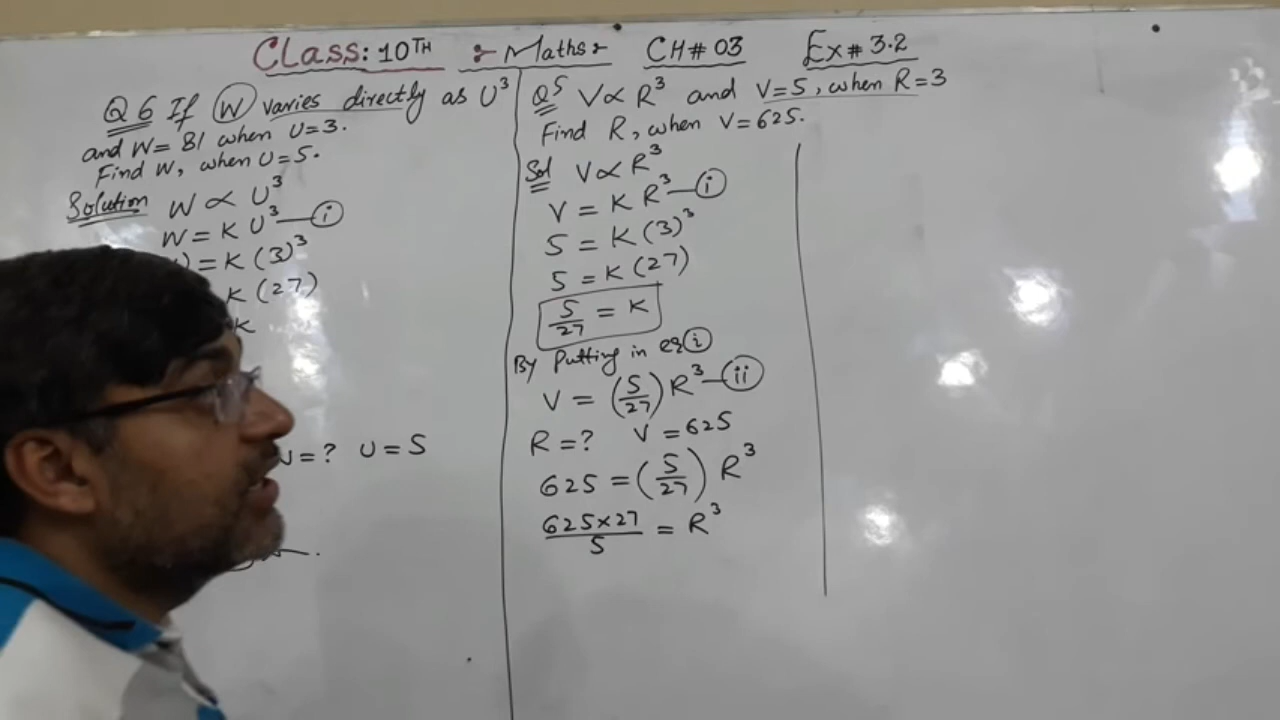 CLASS: 10TH :- Maths:- CH# 03 Ex# 3.2
Q6 If W varies directly as U³
and W= 81 when U=3.
Find W, when U=5.
Solution W ∝ U³
W = K U³ —(i)
= K (3)³
K (27)
K
=? U = 5
Q5 V ∝ R³ and V=5, when R=3
Find R, when V=625.
Sol V ∝ R³
V = K R³ —(i)
5 = K (3)³
5 = K (27)
5/27 = K
By Putting in eq (i)
V = (5/27) R³ —(ii)
R = ? V = 625
625 = (5/27) R³
625×27/5 = R³